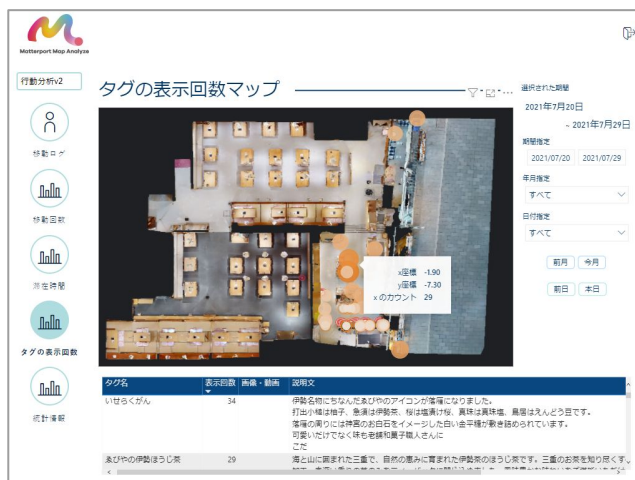 Matterport Map Analyze
行動分析v2
移動ログ
移動回数
滞在時間
タグの表示回数
統計情報
タグの表示回数マップ
x座標 -1.90
y座標 -7.30
x のカウント 29
選択された期間
2021年7月20日
~ 2021年7月29日
期間指定
2021/07/20 2021/07/29
年月指定
すべて
日付指定
すべて
前月 今月
前日 本日
タグ名 表示回数 画像・動画 説明文
いせらくがん 34 伊勢名物にちなんだゑびやのアイコンが落雁になりました。
打出小槌は柚子、急須は伊勢茶、桜は塩漬け桜、真珠は真珠塩、鳥居はえんどう豆です。
落雁の周りには神宮のお白石をイメージした白い金平糖が敷き詰められています。
可愛いだけでなく味も老舗和菓子職人さんに
こだ
ゑびやの伊勢ほうじ茶 29 海と山に囲まれた三重で、自然の恵みに育まれた伊勢茶のほうじ茶です。三重のお茶を知り尽くす